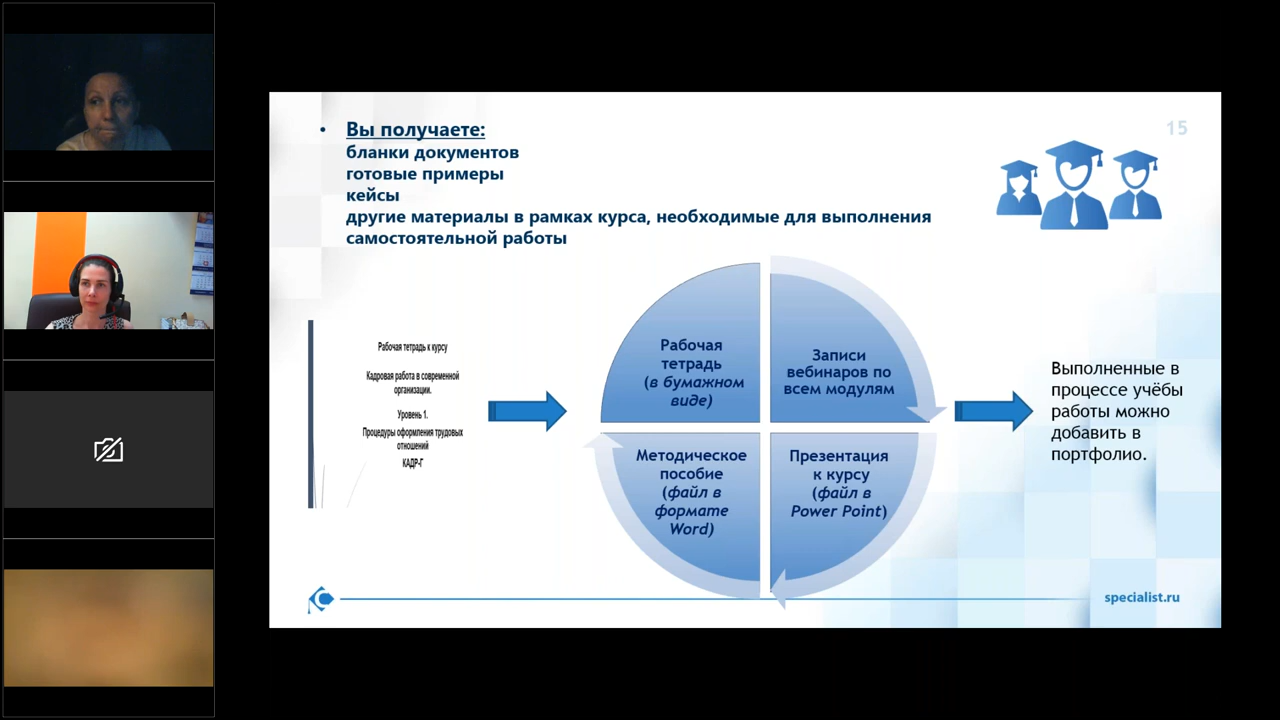 15
• Вы получаете:
бланки документов
готовые примеры
кейсы
другие материалы в рамках курса, необходимые для выполнения
самостоятельной работы
Рабочая тетрадь к курсу
Кадровая работа в современной
организации.
Уровень 1.
Процедуры оформления трудовых
отношений
КАДР-Г
Рабочая
тетрадь
(в бумажном
виде)
Записи
вебинаров по
всем модулям
Методическое
пособие
(файл в
формате
Word)
Презентация
к курсу
(файл в
Power Point)
Выполненные в
процессе учёбы
работы можно
добавить в
портфолио.
specialist.ru